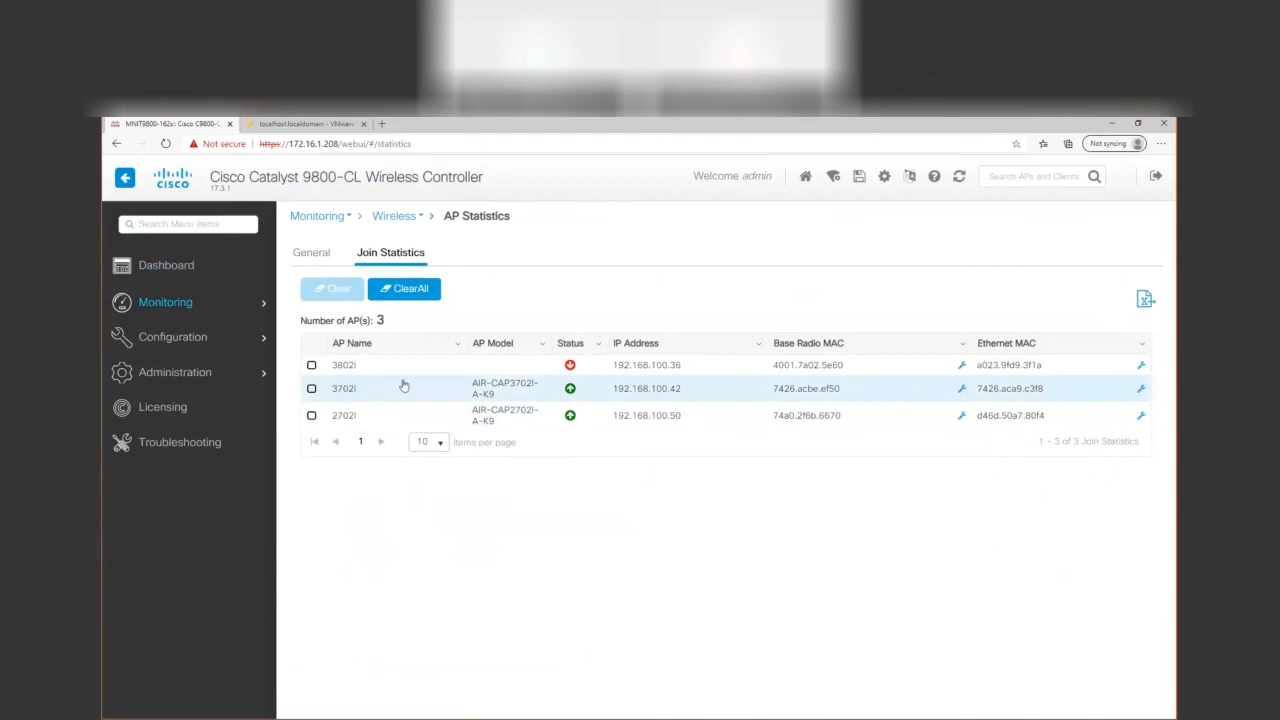 MNIT9800-162s: Cisco C9800-C
localhost.localdomain - VMware
Not secure
https://172.16.1.208/webui/#/statistics
Not syncing
CISCO
Cisco Catalyst 9800-CL Wireless Controller
17.3.1
Welcome admin
Search APs and Clients
Search Menu Items
Dashboard
Monitoring
Configuration
Administration
Licensing
Troubleshooting
Monitoring > Wireless > AP Statistics
General Join Statistics
Clear ClearAll
Number of AP(s): 3
AP Name AP Model Status IP Address Base Radio MAC Ethernet MAC
3802I 192.168.100.36 4001.7a02.5e60 a023.9fd9.3f1a
3702I AIR-CAP3702I-A-K9 192.168.100.42 7426.acbe.ef50 7426.aca9.c3f8
2702I AIR-CAP2702I-A-K9 192.168.100.50 74a0.2f6b.6670 d46d.50a7.80f4
1 10 items per page 1 - 3 of 3 Join Statistics